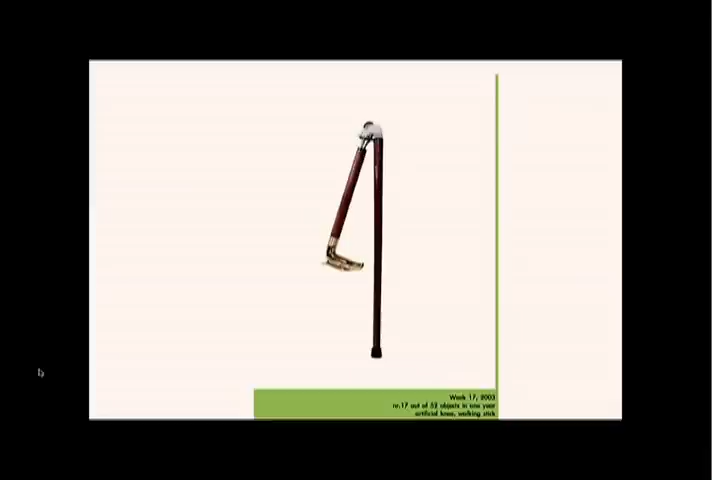 Week 17, 2003
nr.17 out of 52 objects in one year
artificial knee, walking stick